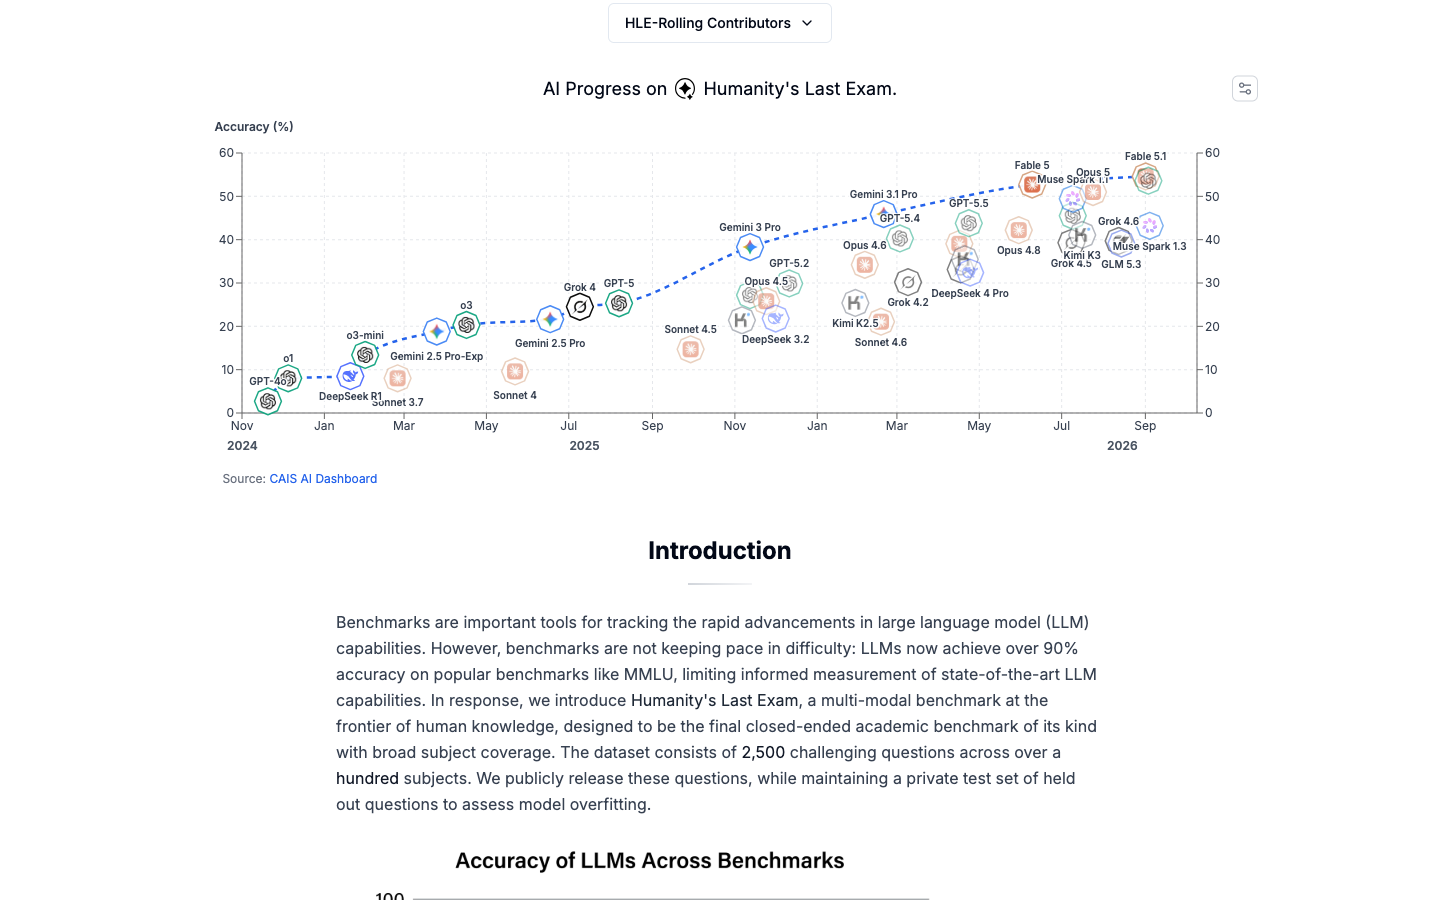 HLE-Rolling Contributors
AI Progress on Humanity's Last Exam.
Accuracy (%)
60
50
40
30
20
10
0
60
50
40
30
20
10
0
Fable 5.1
Fable 5
Opus 5
Muse Spark 1.1
Gemini 3.1 Pro
GPT-5.5
GPT-5.4
Grok 4.6
Gemini 3 Pro
Opus 4.6
Opus 4.8
Muse Spark 1.3
Kimi K3
Grok 4.5
GLM 5.3
GPT-5.2
Opus 4.5
DeepSeek 4 Pro
Grok 4.2
Grok 4
GPT-5
o3
Kimi K2.5
Sonnet 4.5
DeepSeek 3.2
Sonnet 4.6
o3-mini
Gemini 2.5 Pro
Gemini 2.5 Pro-Exp
o1
GPT-4o
DeepSeek R1
Sonnet 3.7
Sonnet 4
Nov Jan Mar May Jul Sep Nov Jan Mar May Jul Sep
2024 2025 2026
Source: CAIS AI Dashboard
Introduction
Benchmarks are important tools for tracking the rapid advancements in large language model (LLM)
capabilities. However, benchmarks are not keeping pace in difficulty: LLMs now achieve over 90%
accuracy on popular benchmarks like MMLU, limiting informed measurement of state-of-the-art LLM
capabilities. In response, we introduce Humanity's Last Exam, a multi-modal benchmark at the
frontier of human knowledge, designed to be the final closed-ended academic benchmark of its kind
with broad subject coverage. The dataset consists of 2,500 challenging questions across over a
hundred subjects. We publicly release these questions, while maintaining a private test set of held
out questions to assess model overfitting.
Accuracy of LLMs Across Benchmarks
100